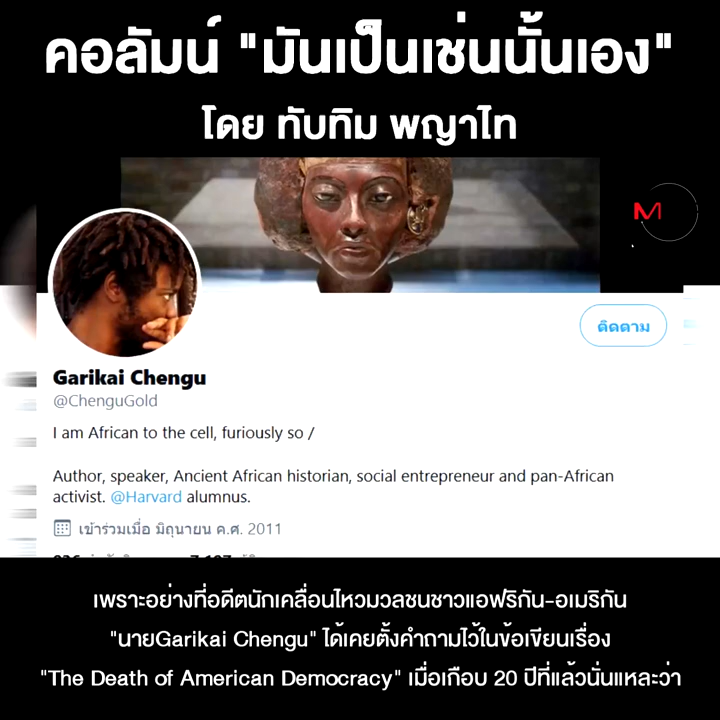 คอลัมน์ "มันเป็นเช่นนั้นเอง"
โดย ทับทิม พญาไท
M
ติดตาม
Garikai Chengu
@ChenguGold
I am African to the cell, furiously so /
Author, speaker, Ancient African historian, social entrepreneur and pan-African
activist. @Harvard alumnus.
เข้าร่วมเมื่อ มิถุนายน ค.ศ. 2011
เพราะอย่างที่อดีตนักเคลื่อนไหวมวลชนชาวแอฟริกัน-อเมริกัน
"นายGarikai Chengu" ได้เคยตั้งคำถามไว้ในข้อเขียนเรื่อง
"The Death of American Democracy" เมื่อเกือบ 20 ปีที่แล้วนั่นแหละว่า